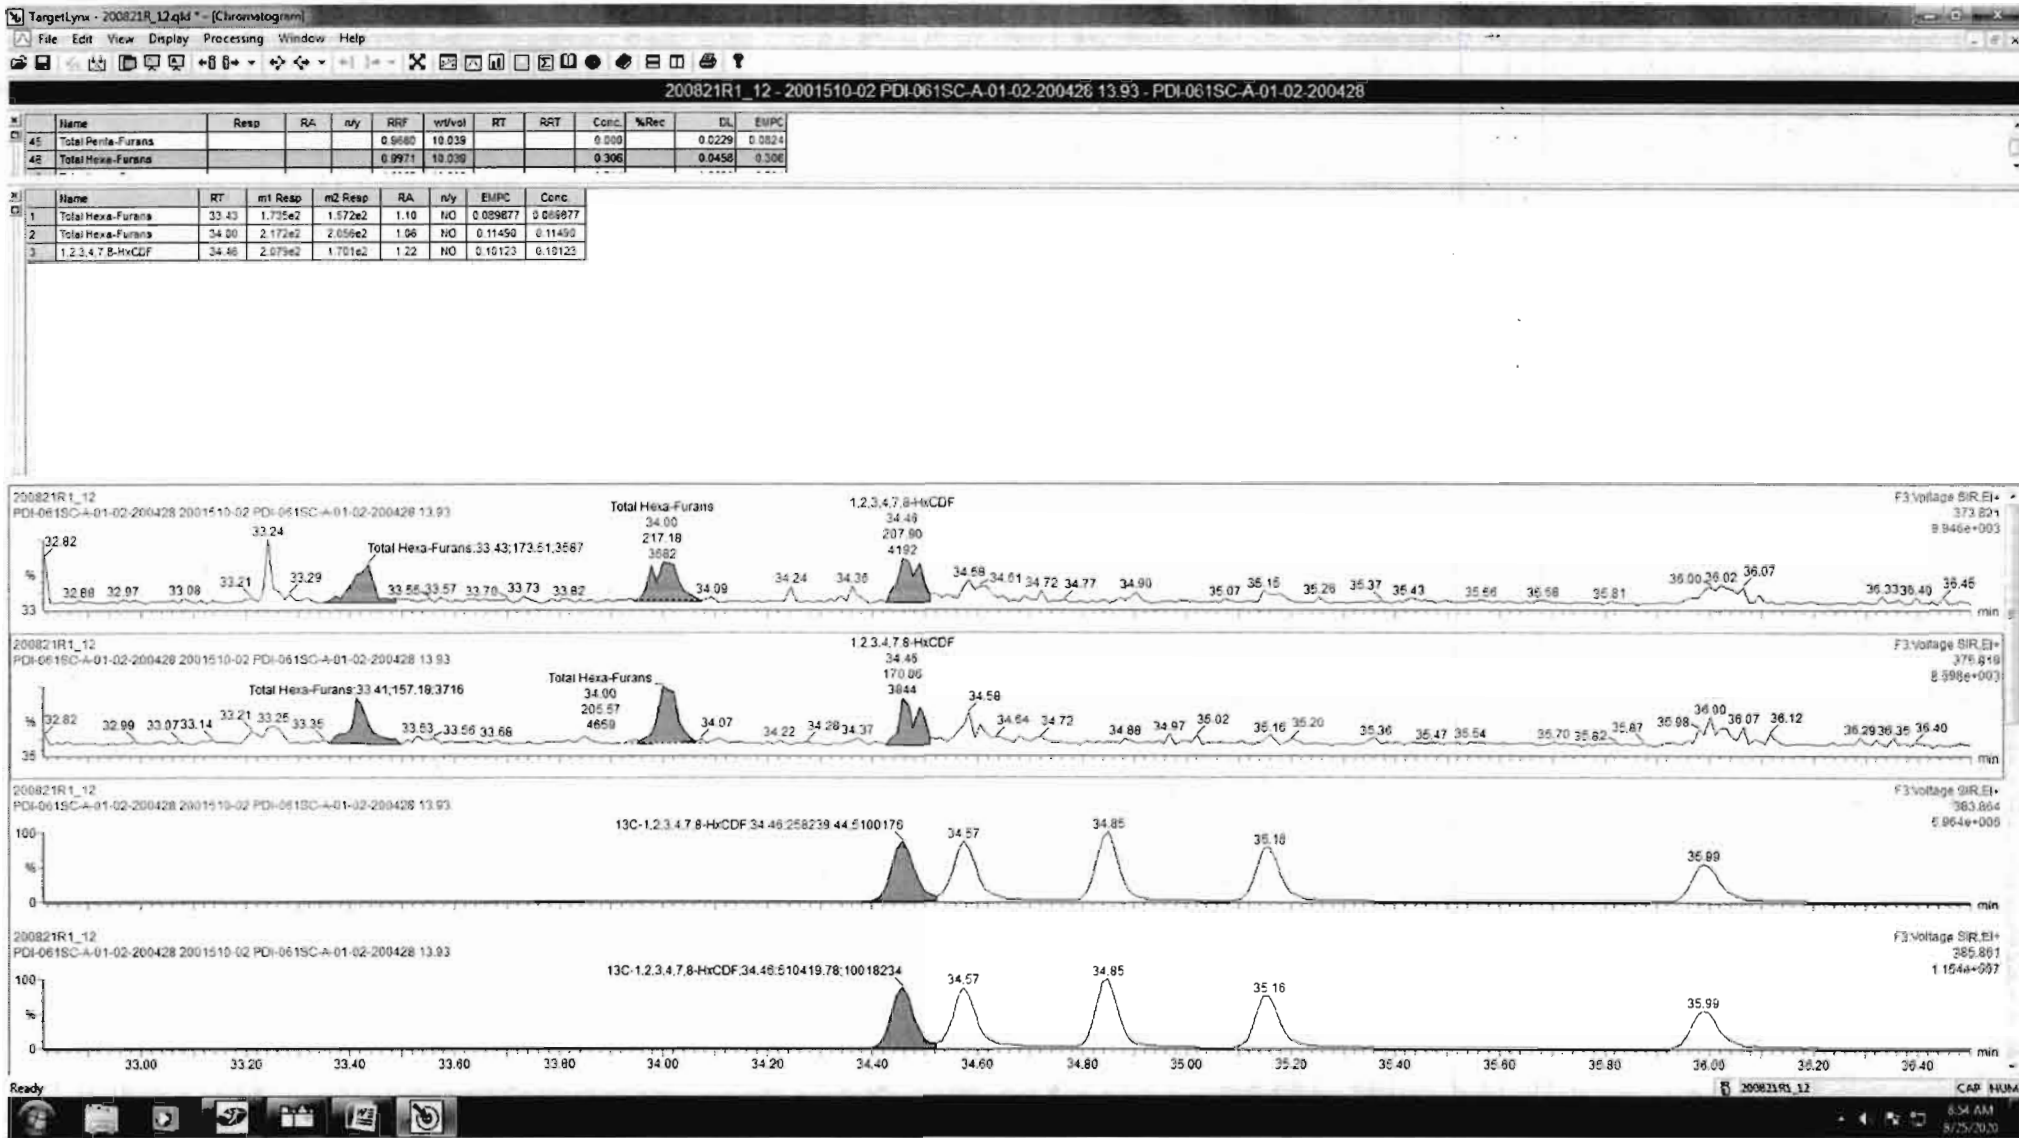 TargetLynx - 200821R_12.qld * - [Chromatogram]
File Edit View Display Processing Window Help
200821R1_12 - 2001510-02 PDI-061SC-A-01-02-200428 13.93 - PDI-061SC-A-01-02-200428
Name Resp RA n/y RRF wt/vol RT RRT Conc. %Rec DL EMPC
45 Total Penta-Furans 0.9680 10.039 0.000 0.0229 0.0824
46 Total Hexa-Furans 0.9971 10.039 0.306 0.0458 0.306
Name RT m1 Resp m2 Resp RA n/y EMPC Conc.
1 Total Hexa-Furans 33.43 1.735e2 1.572e2 1.10 NO 0.089877 0.089877
2 Total Hexa-Furans 34.00 2.172e2 2.056e2 1.06 NO 0.11490 0.11490
3 1,2,3,4,7,8-HxCDF 34.46 2.079e2 1.701e2 1.22 NO 0.10123 0.10123
200821R1_12
PDI-061SC-A-01-02-200428 2001510-02 PDI-061SC-A-01-02-200428 13.93
F3:Voltage SIR,EI+
373.821
9.946e+003
Total Hexa-Furans
34.00
217.18
3682
1,2,3,4,7,8-HxCDF
34.46
207.90
4192
Total Hexa-Furans;33.43;173.51;3587
32.82 32.88 32.97 33.08 33.21 33.24 33.29 33.55 33.57 33.70 33.73 33.82 34.09 34.24 34.36 34.58 34.61 34.72 34.77 34.90 35.07 35.15 35.26 35.37 35.43 35.56 35.68 35.81 36.00 36.02 36.07 36.33 36.40 36.45
%
33
min
200821R1_12
PDI-061SC-A-01-02-200428 2001510-02 PDI-061SC-A-01-02-200428 13.93
F3:Voltage SIR,EI+
375.818
8.598e+003
1,2,3,4,7,8-HxCDF
34.45
170.06
3844
Total Hexa-Furans
34.00
205.57
4659
Total Hexa-Furans;33.41;157.18;3716
32.82 32.99 33.07 33.14 33.21 33.25 33.35 33.53 33.56 33.68 34.07 34.22 34.28 34.37 34.58 34.64 34.72 34.88 34.97 35.02 35.16 35.20 35.36 35.47 35.54 35.70 35.82 35.87 35.98 36.00 36.07 36.12 36.29 36.35 36.40
%
35
min
200821R1_12
PDI-061SC-A-01-02-200428 2001510-02 PDI-061SC-A-01-02-200428 13.93
F3:Voltage SIR,EI+
383.864
5.964e+006
100
%
0
13C-1,2,3,4,7,8-HxCDF;34.46;258239.44;5100176
34.57 34.85 35.16 35.99
min
200821R1_12
PDI-061SC-A-01-02-200428 2001510-02 PDI-061SC-A-01-02-200428 13.93
F3:Voltage SIR,EI+
385.861
1.154e+007
100
%
0
13C-1,2,3,4,7,8-HxCDF;34.46;510419.78;10018234
34.57 34.85 35.16 35.99
min
33.00 33.20 33.40 33.60 33.80 34.00 34.20 34.40 34.60 34.80 35.00 35.20 35.40 35.60 35.80 36.00 36.20 36.40
Ready
200821R1_12
CAP NUM
8:54 AM
8/25/2020